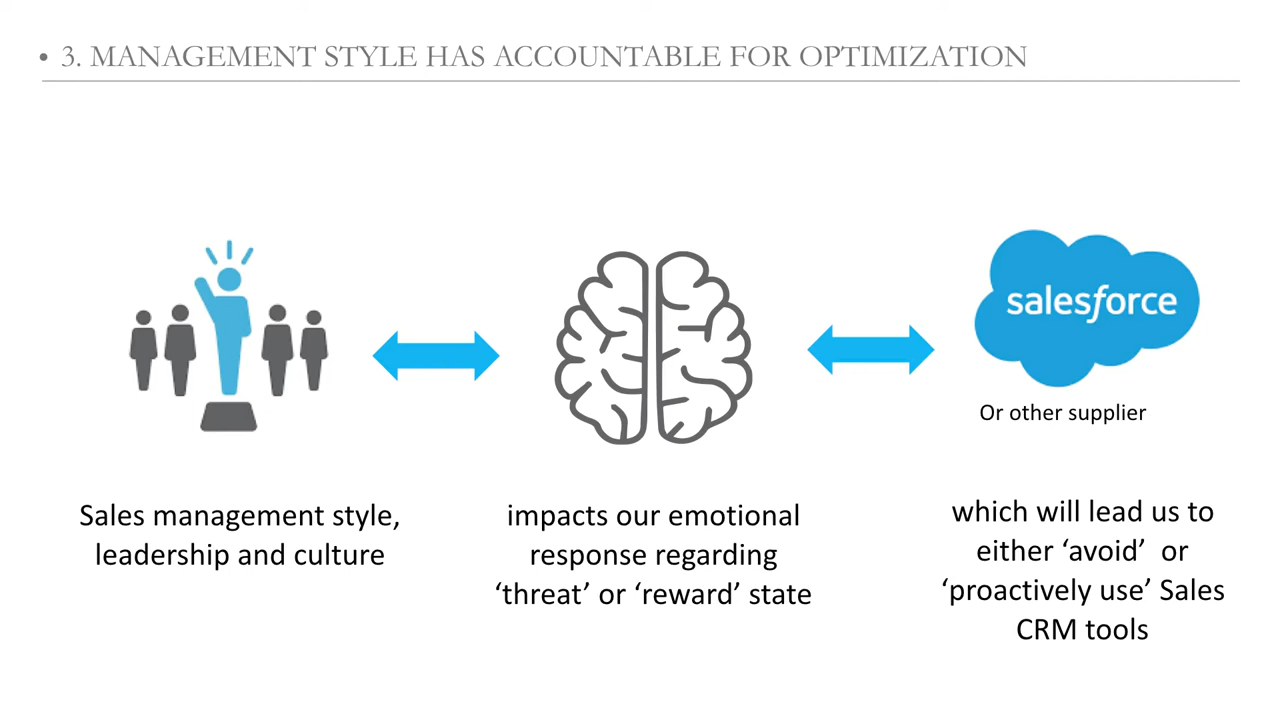 • 3. MANAGEMENT STYLE HAS ACCOUNTABLE FOR OPTIMIZATION
salesforce
Or other supplier
Sales management style,
leadership and culture
impacts our emotional
response regarding
‘threat’ or ‘reward’ state
which will lead us to
either ‘avoid’ or
‘proactively use’ Sales
CRM tools